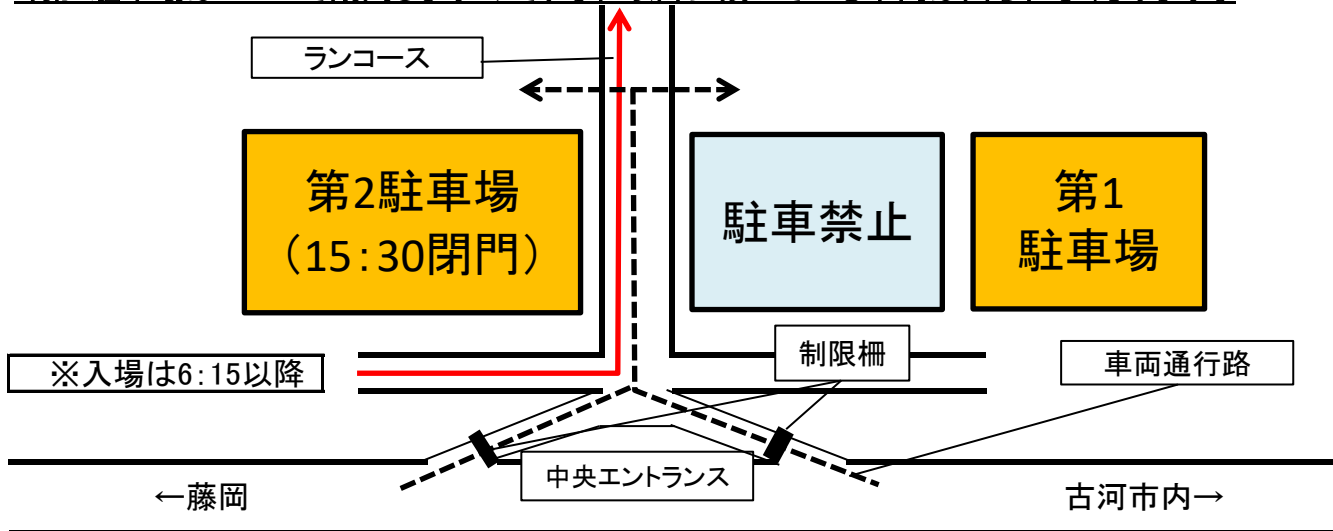 ランコース
第2駐車場
（15：30閉門）
駐車禁止
第1
駐車場
※入場は6：15以降
制限柵
車両通行路
中央エントランス
←藤岡
古河市内→